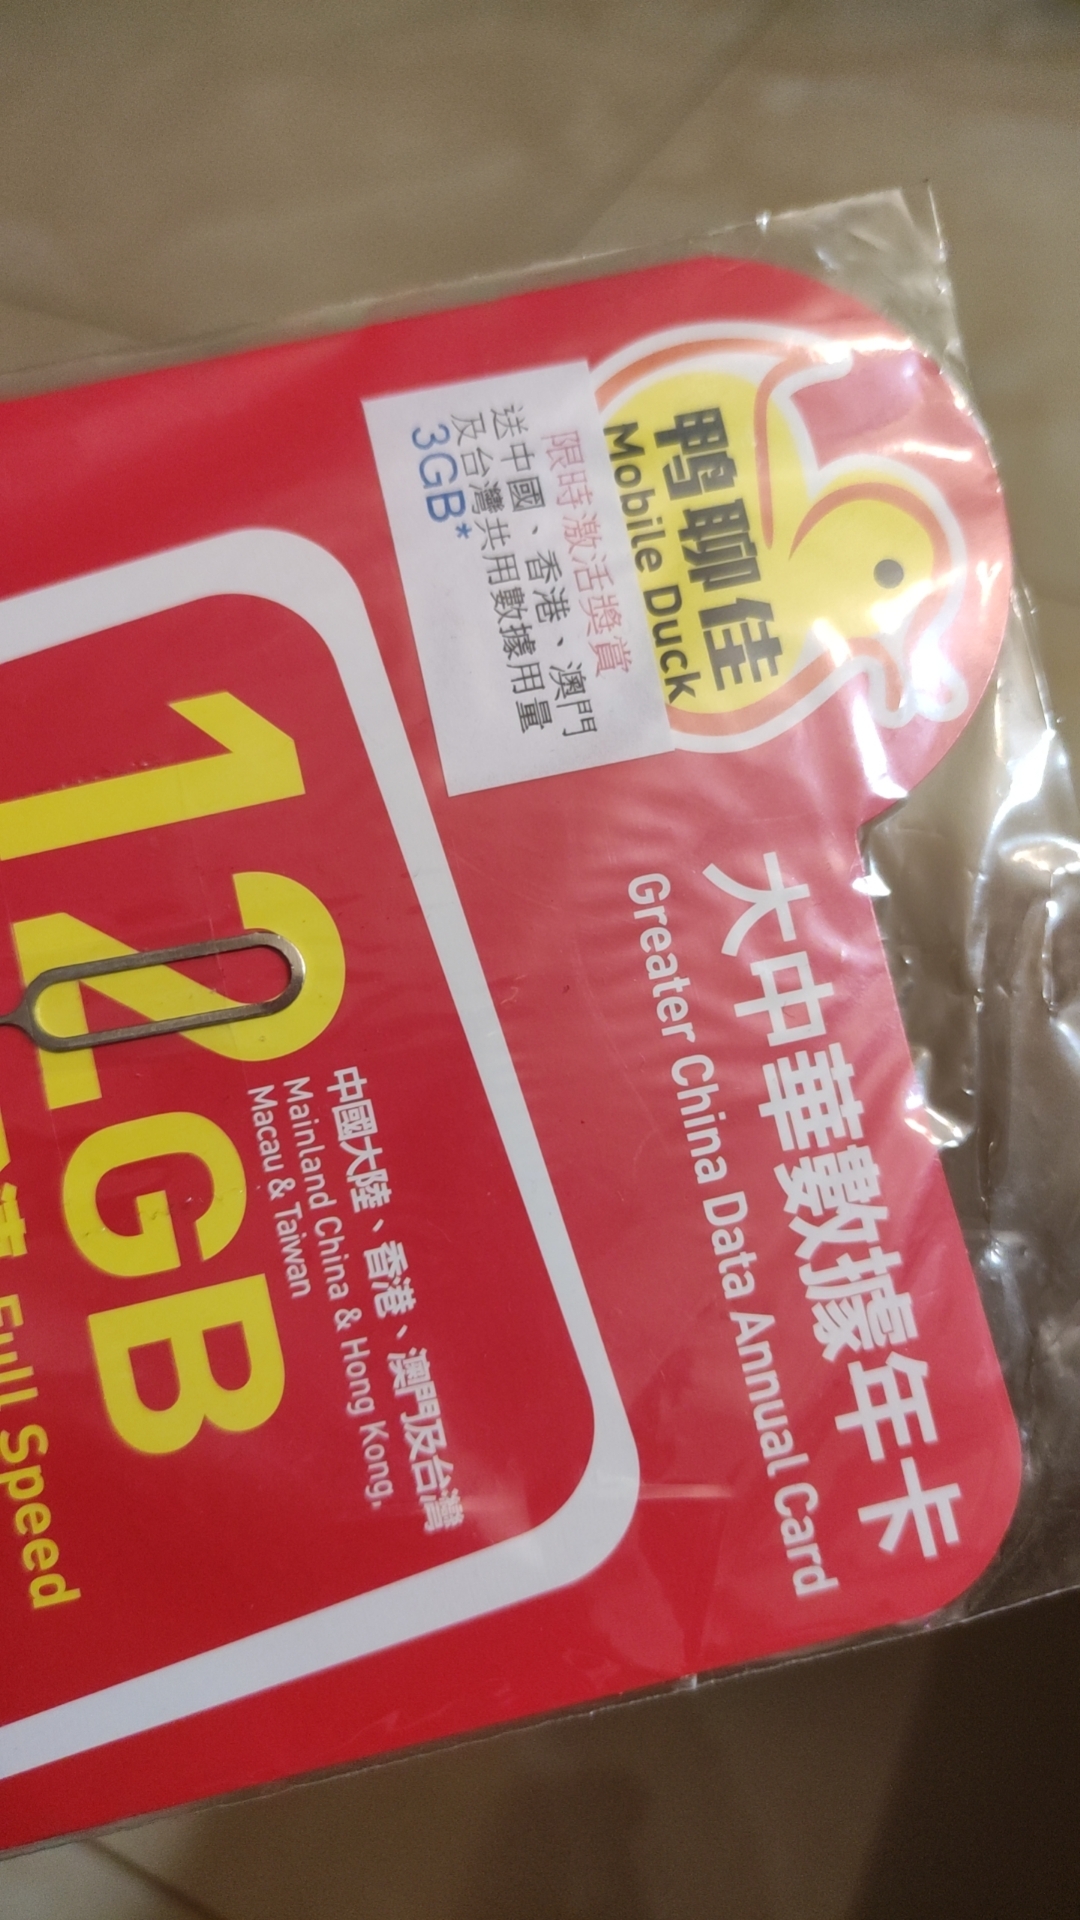 鴨聊佳
Mobile Duck
限時激活獎賞
送中國、香港、澳門
及台灣共用數據用量
3GB*
大中華數據年卡
Greater China Data Annual Card
中國大陸、香港、澳門及台灣
Mainland China & Hong Kong,
Macau & Taiwan
12GB
Full Speed